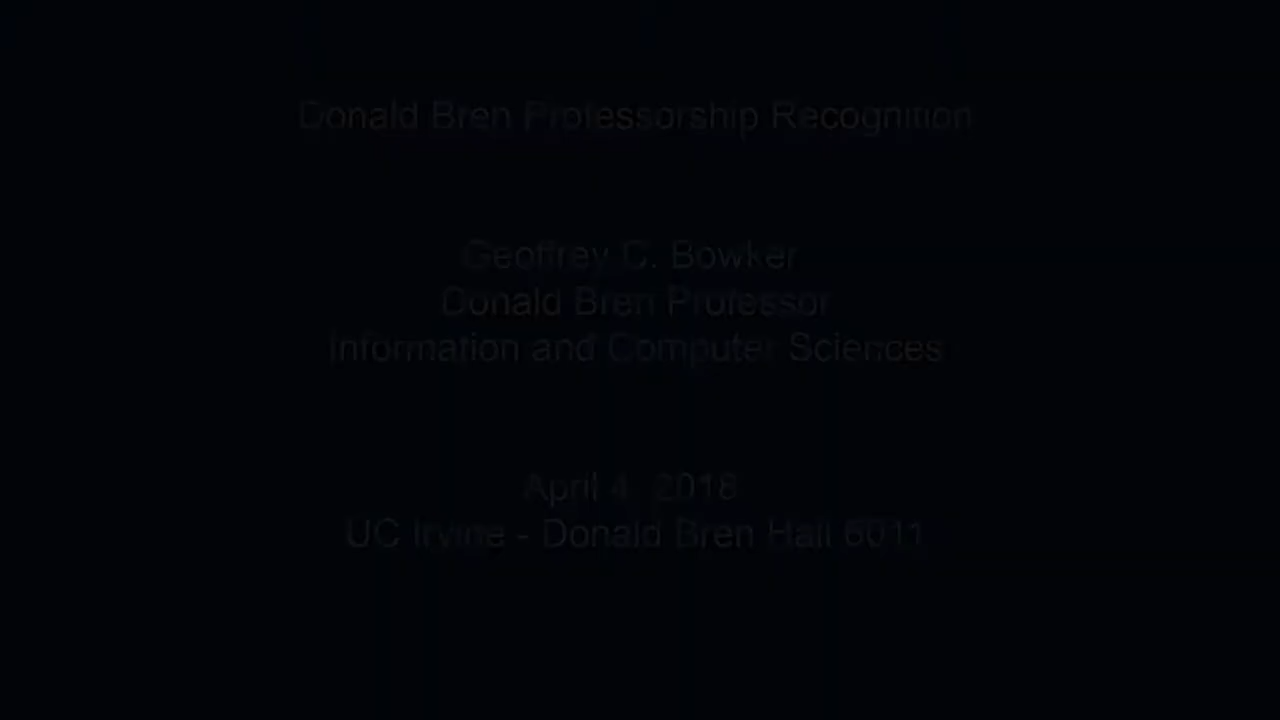 Donald Bren Professorship Recognition
Geoffrey C. Bowker
Donald Bren Professor
Information and Computer Sciences
April 4, 2018
UC Irvine - Donald Bren Hall 6011